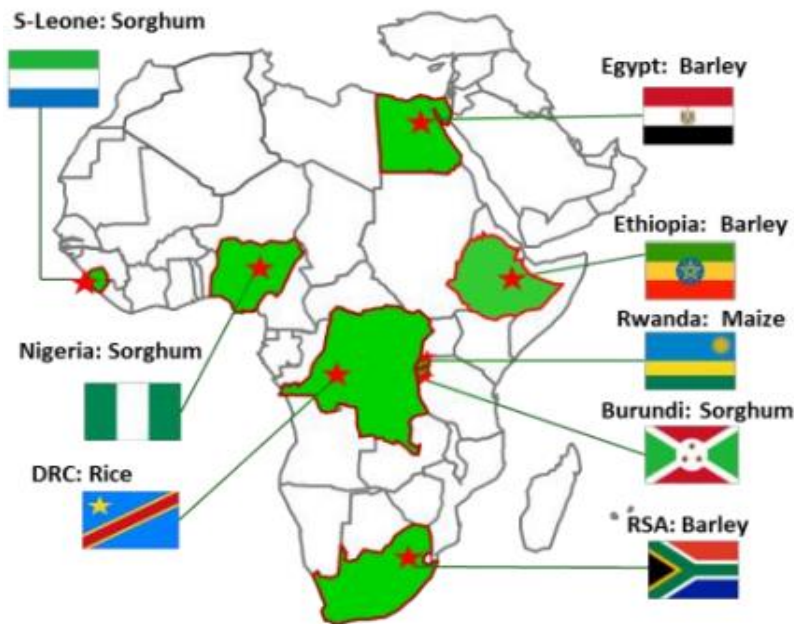 S-Leone: Sorghum
Egypt: Barley
Ethiopia: Barley
Rwanda: Maize
Nigeria: Sorghum
Burundi: Sorghum
DRC: Rice
RSA: Barley